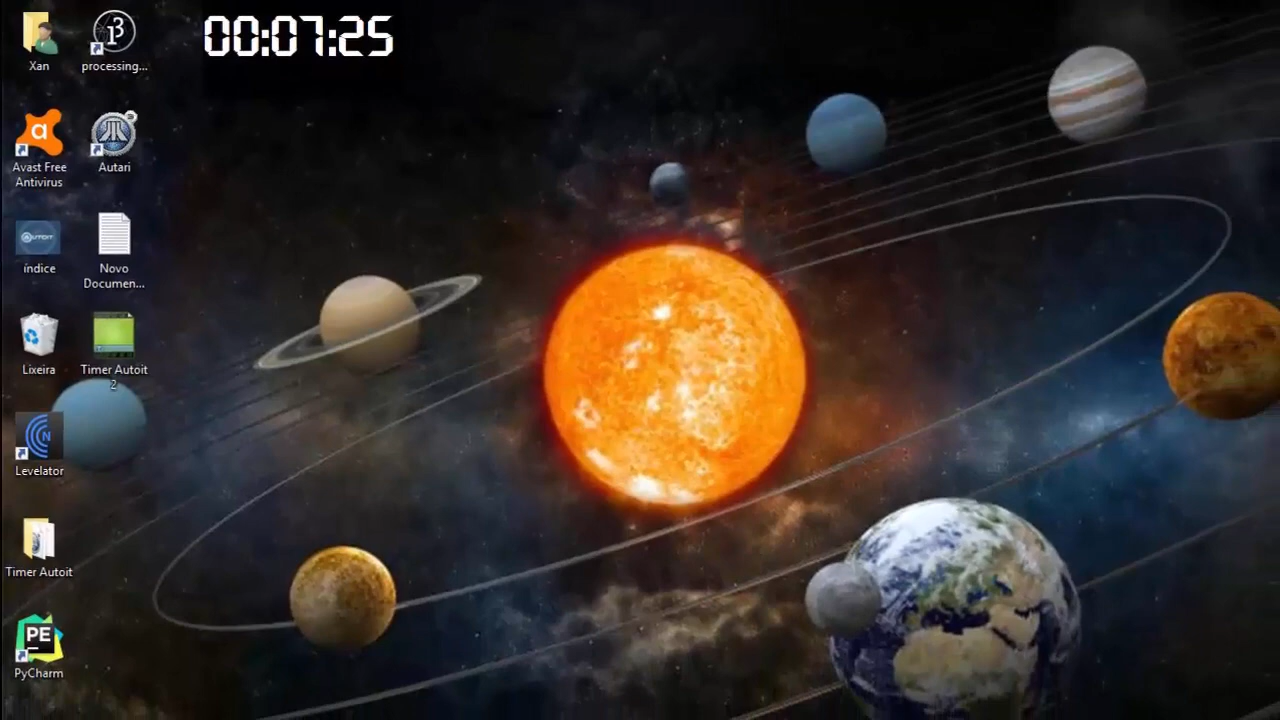 00:07:25
Xan
processing...
Avast Free
Antivirus
Autari
índice
Novo
Documen...
Lixeira
Timer Autoit
2
Levelator
Timer Autoit
PyCharm